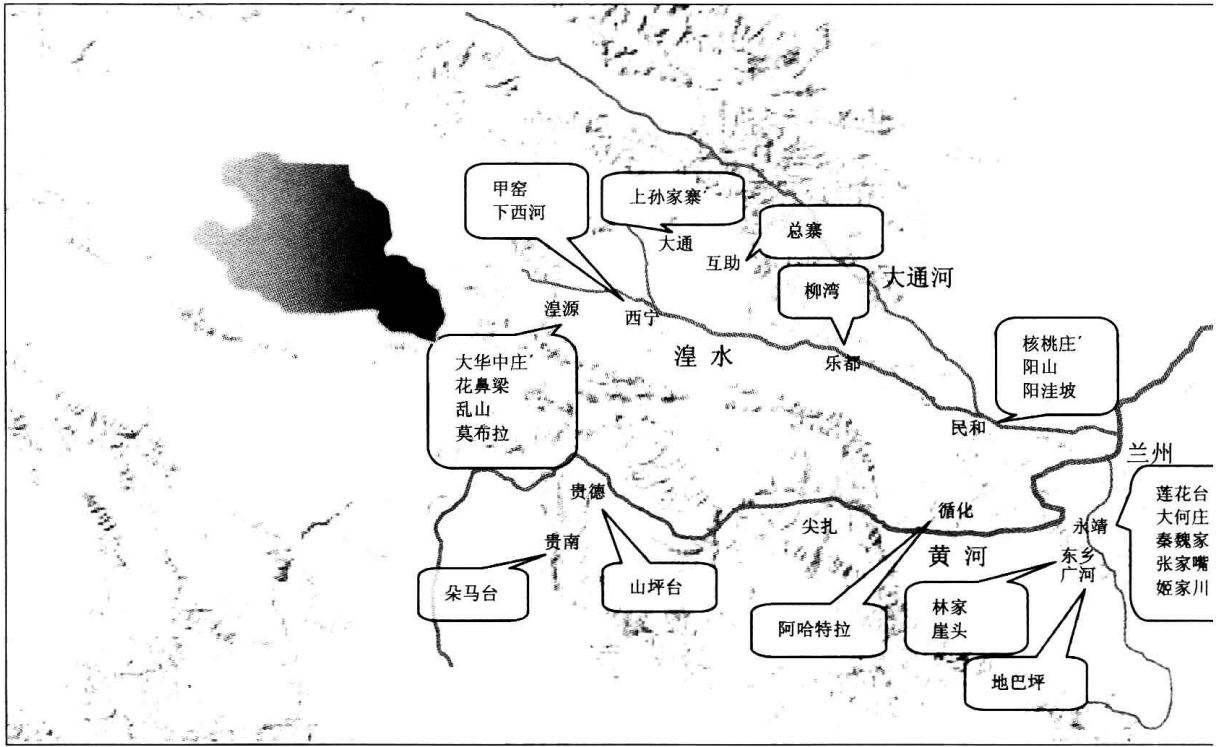 甲窑
下西河
上孙家寨′
总寨
大通
互助
大通河
柳湾
湟源
西宁
湟水
乐都
大华中庄′
花鼻梁
乱山
莫布拉
核桃庄′
阳山
阳洼坡
民和
兰州
莲花台
大何庄
秦魏家
张家嘴
姬家川
贵德
贵南
尖扎
循化
黄河
永靖
东乡
广河
朵马台
山坪台
阿哈特拉
林家
崖头
地巴坪